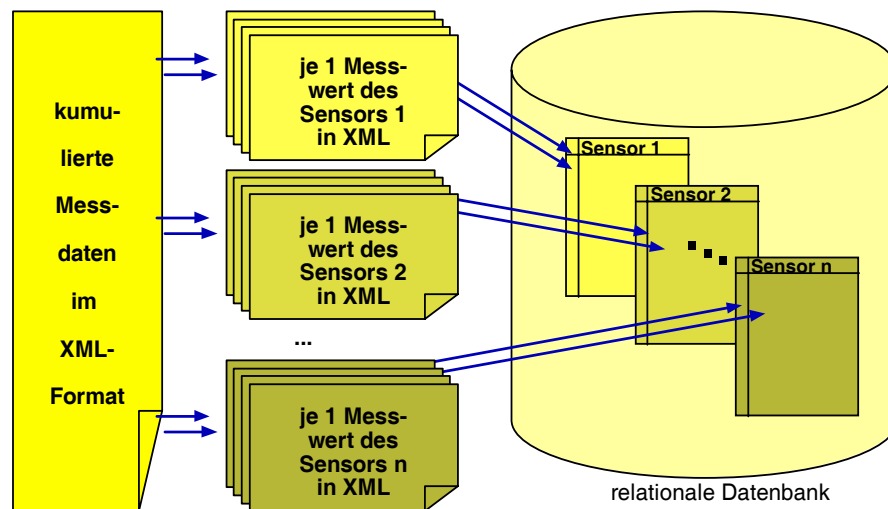 kumu-
lierte
Mess-
daten
im
XML-
Format
je 1 Mess-
wert des
Sensors 1
in XML
je 1 Mess-
wert des
Sensors 2
in XML
...
je 1 Mess-
wert des
Sensors n
in XML
Sensor 1
Sensor 2
Sensor n
relationale Datenbank